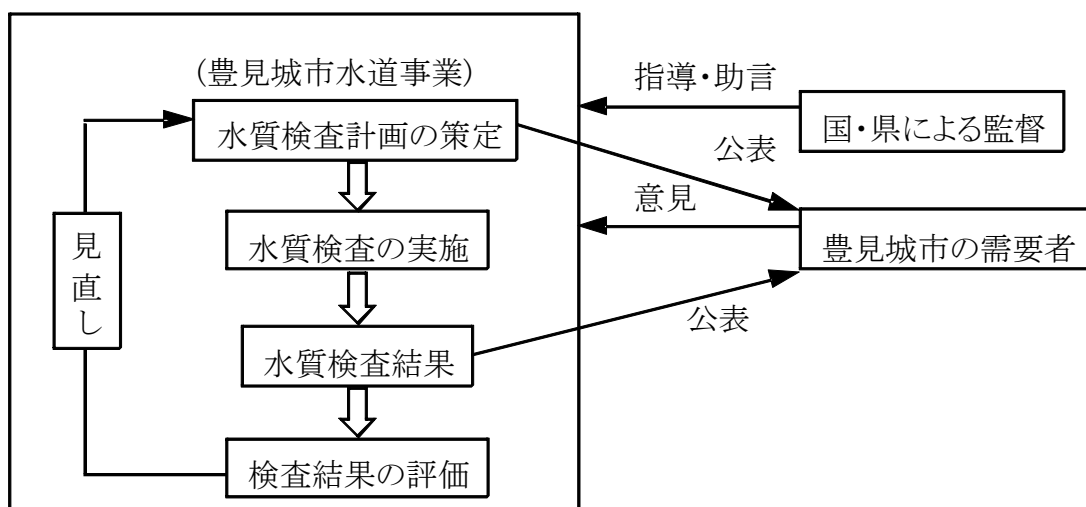 (豊見城市水道事業)
水質検査計画の策定
水質検査の実施
水質検査結果
検査結果の評価
見直し
指導・助言
国・県による監督
公表
意見
豊見城市の需要者
公表